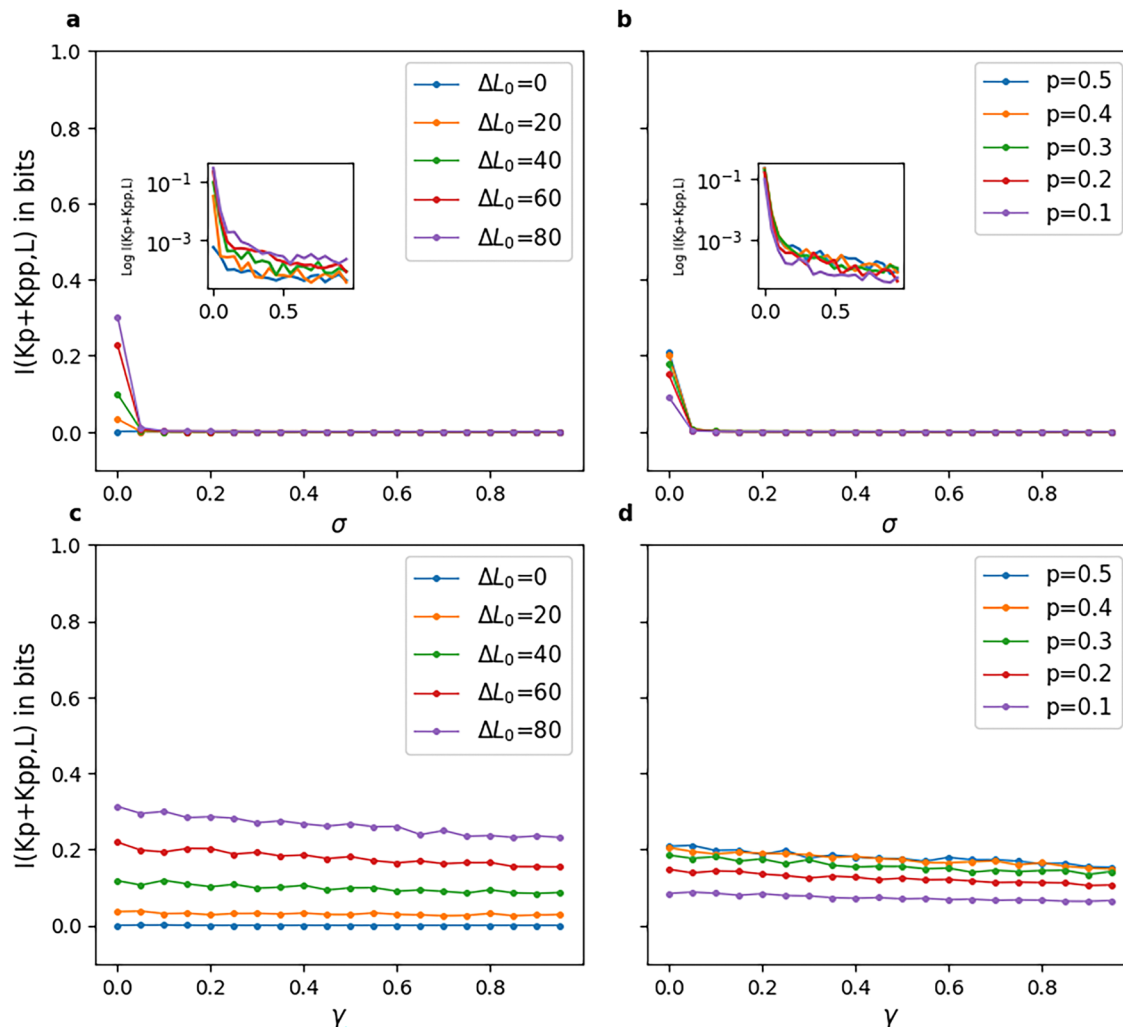 a
I(Kp+Kpp,L) in bits
1.0
0.8
0.6
0.4
0.2
0.0
ΔL₀=0
ΔL₀=20
ΔL₀=40
ΔL₀=60
ΔL₀=80
Log I(Kp+Kpp,L)
10⁻¹
10⁻³
0.0 0.5
0.0 0.2 0.4 0.6 0.8
σ
b
p=0.5
p=0.4
p=0.3
p=0.2
p=0.1
Log I(Kp+Kpp,L)
10⁻¹
10⁻³
0.0 0.5
0.0 0.2 0.4 0.6 0.8
σ
c
I(Kp+Kpp,L) in bits
1.0
0.8
0.6
0.4
0.2
0.0
ΔL₀=0
ΔL₀=20
ΔL₀=40
ΔL₀=60
ΔL₀=80
0.0 0.2 0.4 0.6 0.8
γ
d
p=0.5
p=0.4
p=0.3
p=0.2
p=0.1
0.0 0.2 0.4 0.6 0.8
γ